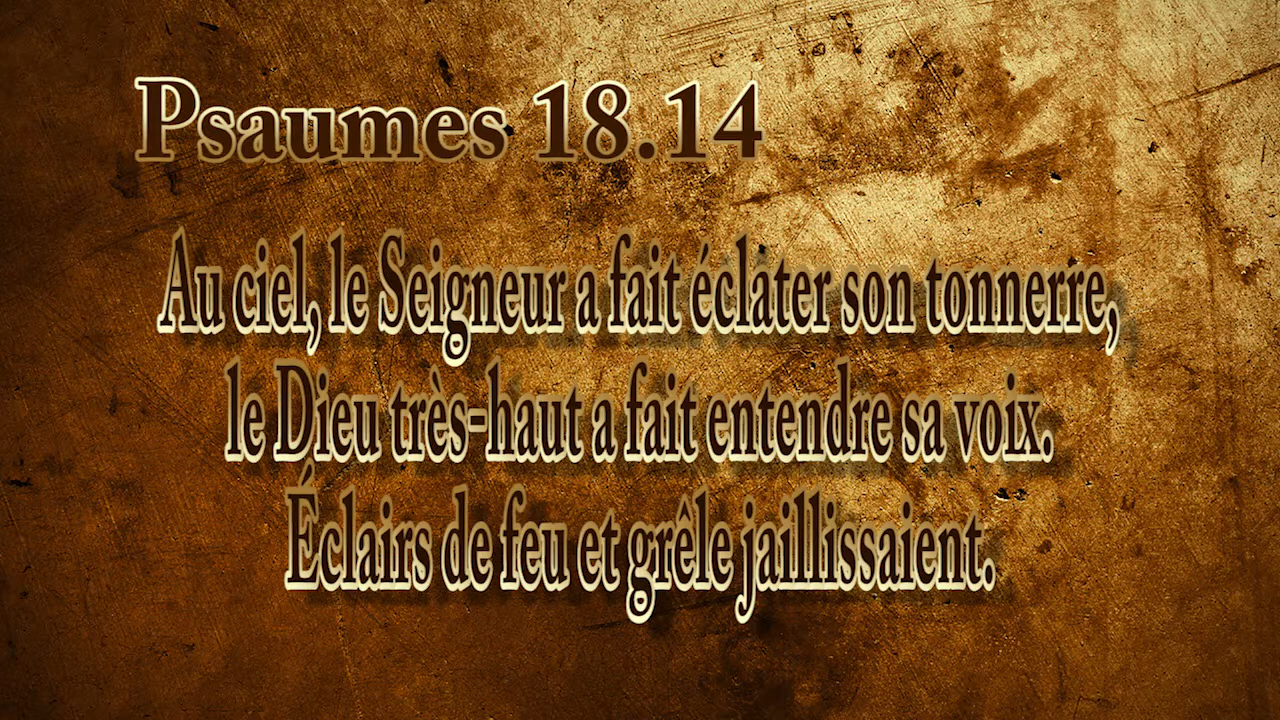 Psaumes 18.14
Au ciel, le Seigneur a fait éclater son tonnerre,
le Dieu très-haut a fait entendre sa voix.
Éclairs de feu et grêle jaillissaient.